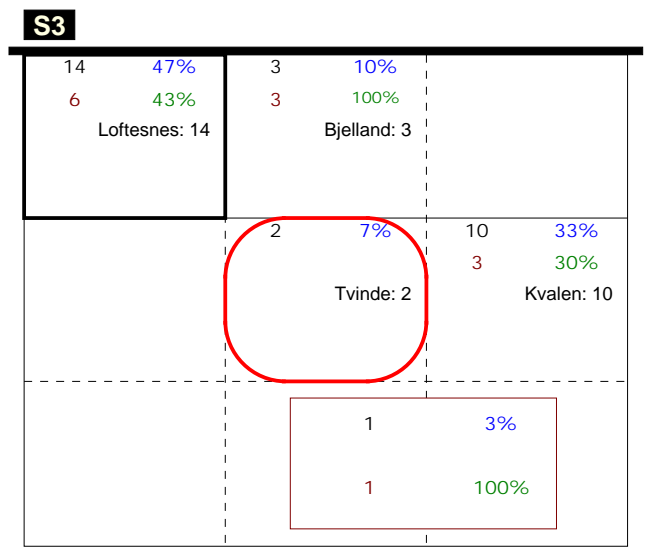 S3
14 47% 3 10%
6 43% 3 100%
Loftesnes: 14 Bjelland: 3
2 7% 10 33%
3 30%
Tvinde: 2 Kvalen: 10
1 3%
1 100%